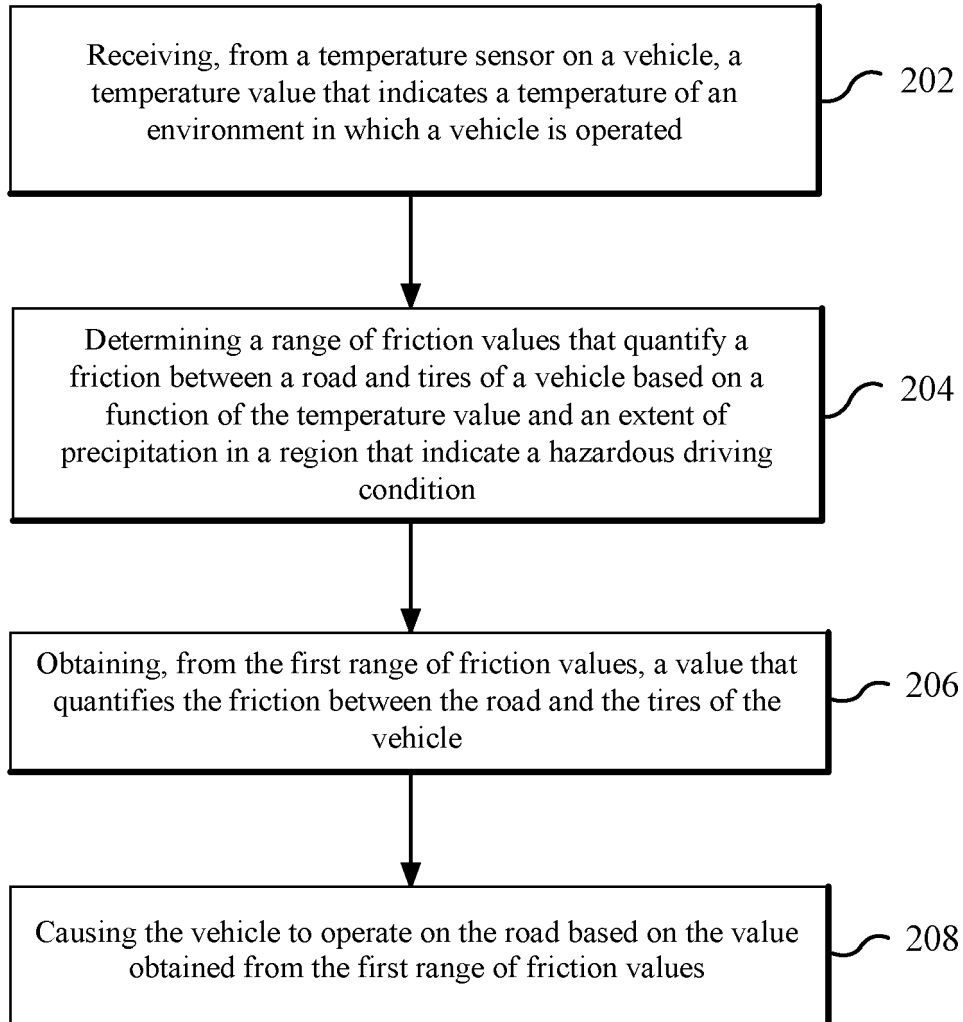 Receiving, from a temperature sensor on a vehicle, a
temperature value that indicates a temperature of an
environment in which a vehicle is operated
202
Determining a range of friction values that quantify a
friction between a road and tires of a vehicle based on a
function of the temperature value and an extent of
precipitation in a region that indicate a hazardous driving
condition
204
Obtaining, from the first range of friction values, a value that
quantifies the friction between the road and the tires of the
vehicle
206
Causing the vehicle to operate on the road based on the value
obtained from the first range of friction values
208